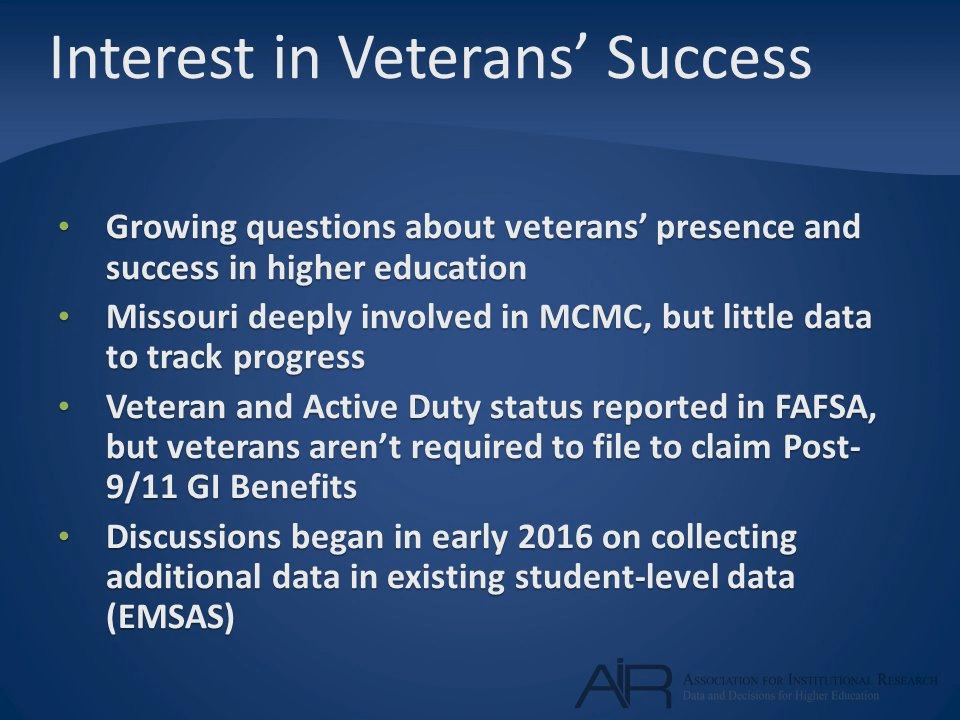 Interest in Veterans’ Success
• Growing questions about veterans’ presence and
success in higher education
• Missouri deeply involved in MCMC, but little data
to track progress
• Veteran and Active Duty status reported in FAFSA,
but veterans aren’t required to file to claim Post-
9/11 GI Benefits
• Discussions began in early 2016 on collecting
additional data in existing student-level data
(EMSAS)
AIR Association for Institutional Research
Data and Decisions for Higher Education